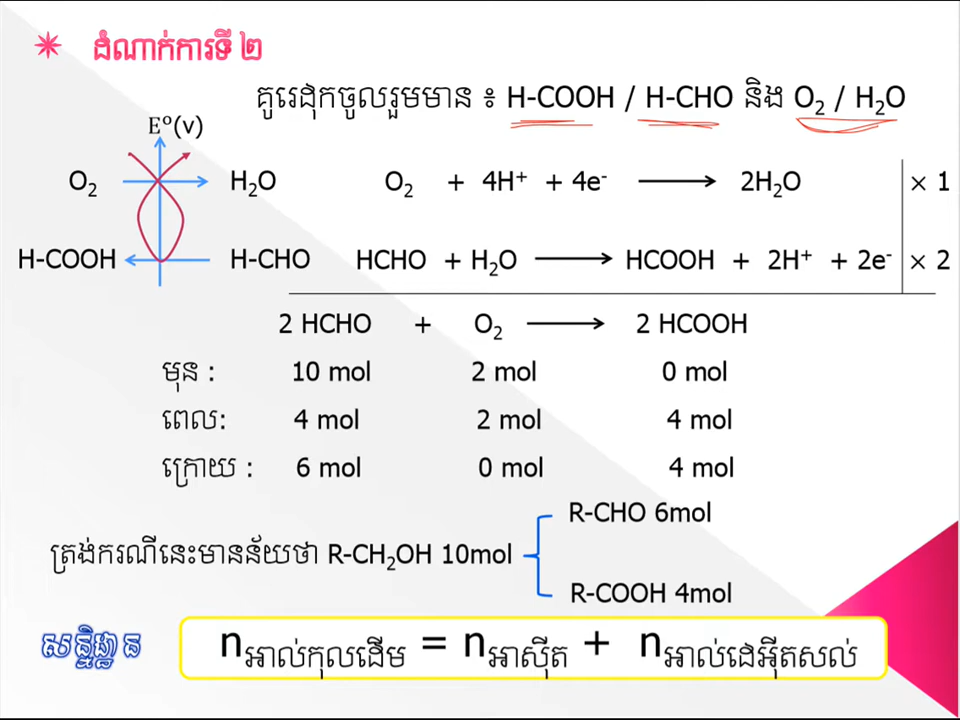 ដំណាក់ការទី ២
គូរេដុកចូលរួមមាន ៖ H-COOH / H-CHO និង O₂ / H₂O
E⁰(v)
O₂ H₂O O₂ + 4H⁺ + 4e⁻ ⟶ 2H₂O × 1
H-COOH H-CHO HCHO + H₂O ⟶ HCOOH + 2H⁺ + 2e⁻ × 2
2 HCHO + O₂ ⟶ 2 HCOOH
មុន : 10 mol 2 mol 0 mol
ពេល: 4 mol 2 mol 4 mol
ក្រោយ : 6 mol 0 mol 4 mol
R-CHO 6mol
ត្រង់ករណីនេះមានន័យថា R-CH₂OH 10mol
R-COOH 4mol
សន្និដ្ឋាន
nអាល់កុលដើម = nអាស៊ីត + nអាល់ដេអ៊ីតសល់